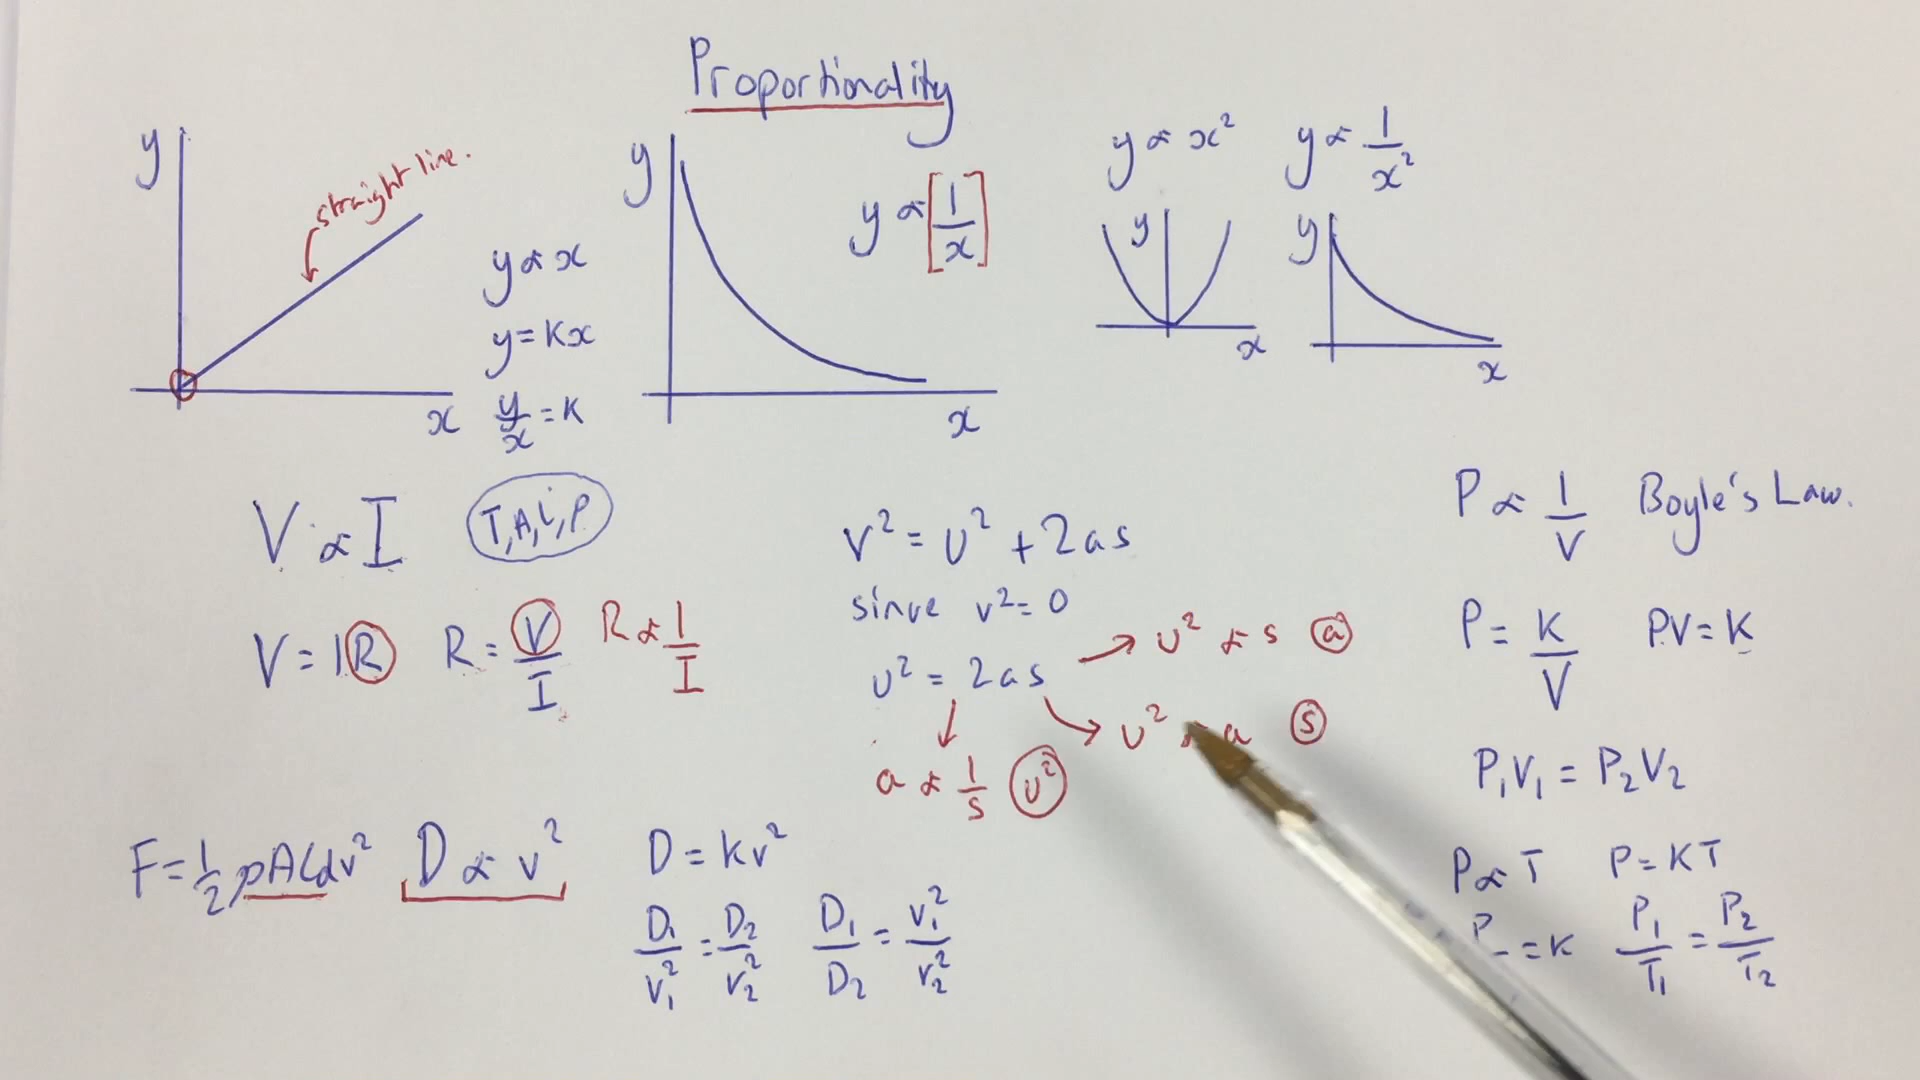 Proportionality
y
straight line.
x
y ∝ x
y = Kx
y/x = K
y
y ∝ [1/x]
x
y ∝ x²
y
x
y ∝ 1/x²
y
x
V ∝ I
T, A, L, P
V = IR
R = V/I
R ∝ 1/I
v² = u² + 2as
since v² = 0
u² = 2as
u² ∝ s (a)
u² ∝ a (s)
a ∝ 1/s (u²)
P ∝ 1/V Boyle's Law.
P = K/V PV = K
P₁V₁ = P₂V₂
P ∝ T P = KT
= K P₁/T₁ = P₂/T₂
F = ½ρACdv² D ∝ v² D = kv²
D₁/v₁² = D₂/v₂² D₁/D₂ = v₁²/v₂²